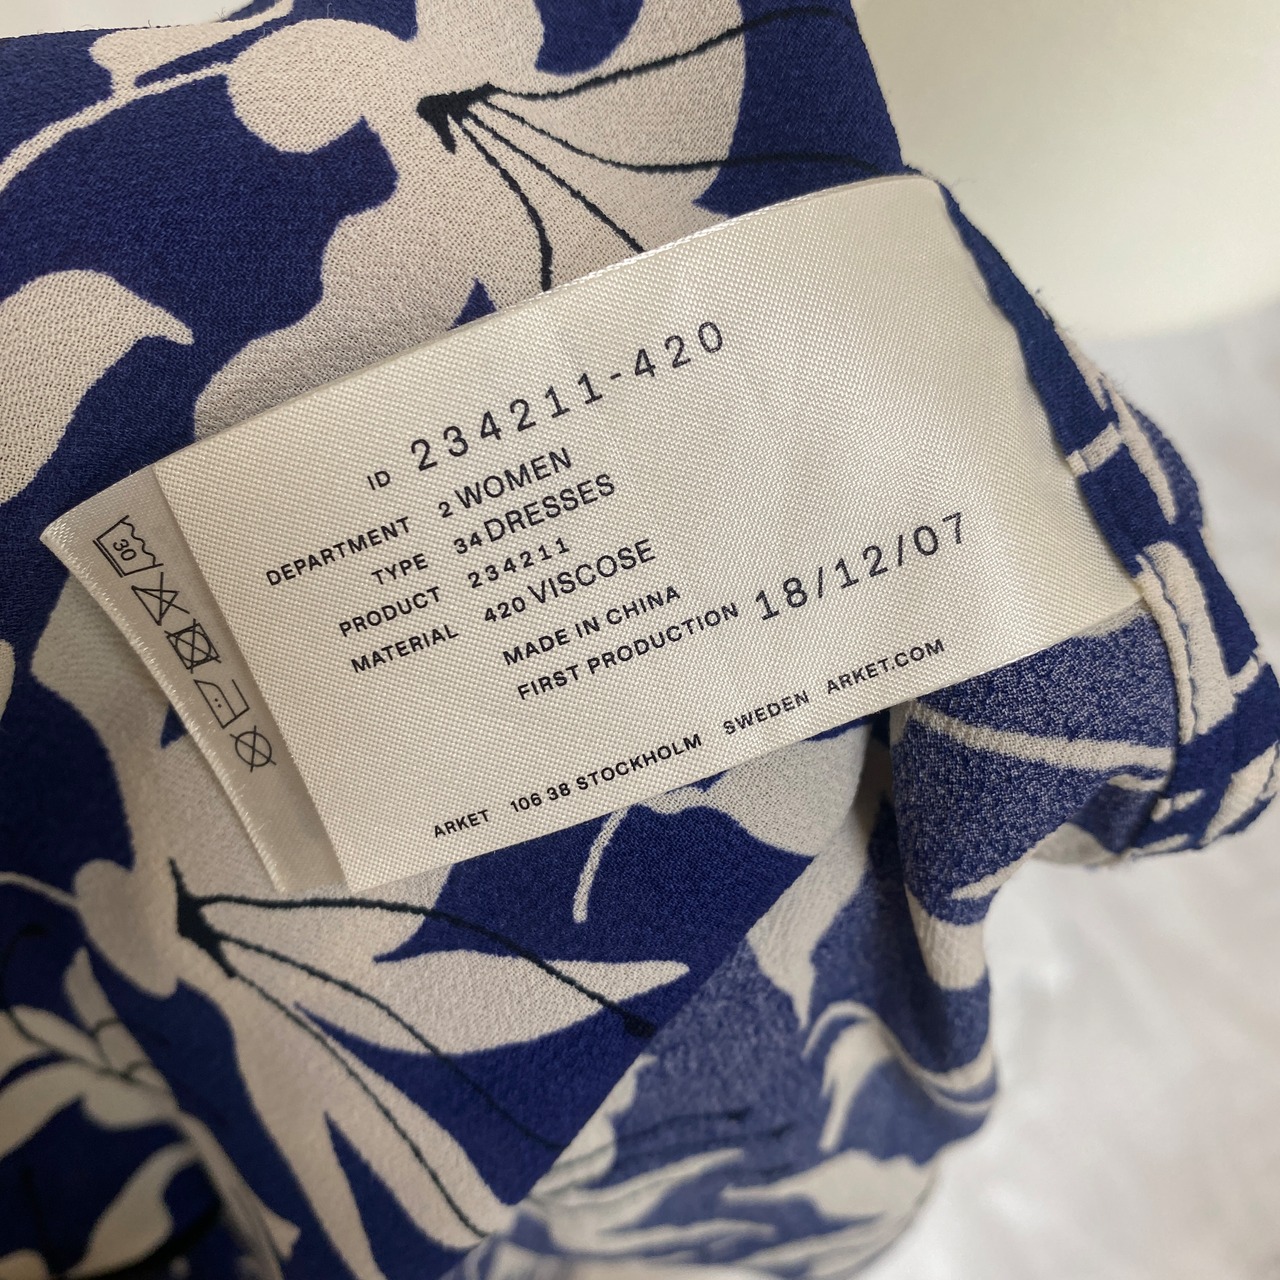 ID 234211-420
DEPARTMENT 2 WOMEN
TYPE 34 DRESSES
PRODUCT 234211
MATERIAL 420 VISCOSE
MADE IN CHINA
FIRST PRODUCTION 18/12/07
ARKET 106 38 STOCKHOLM SWEDEN ARKET.COM
30